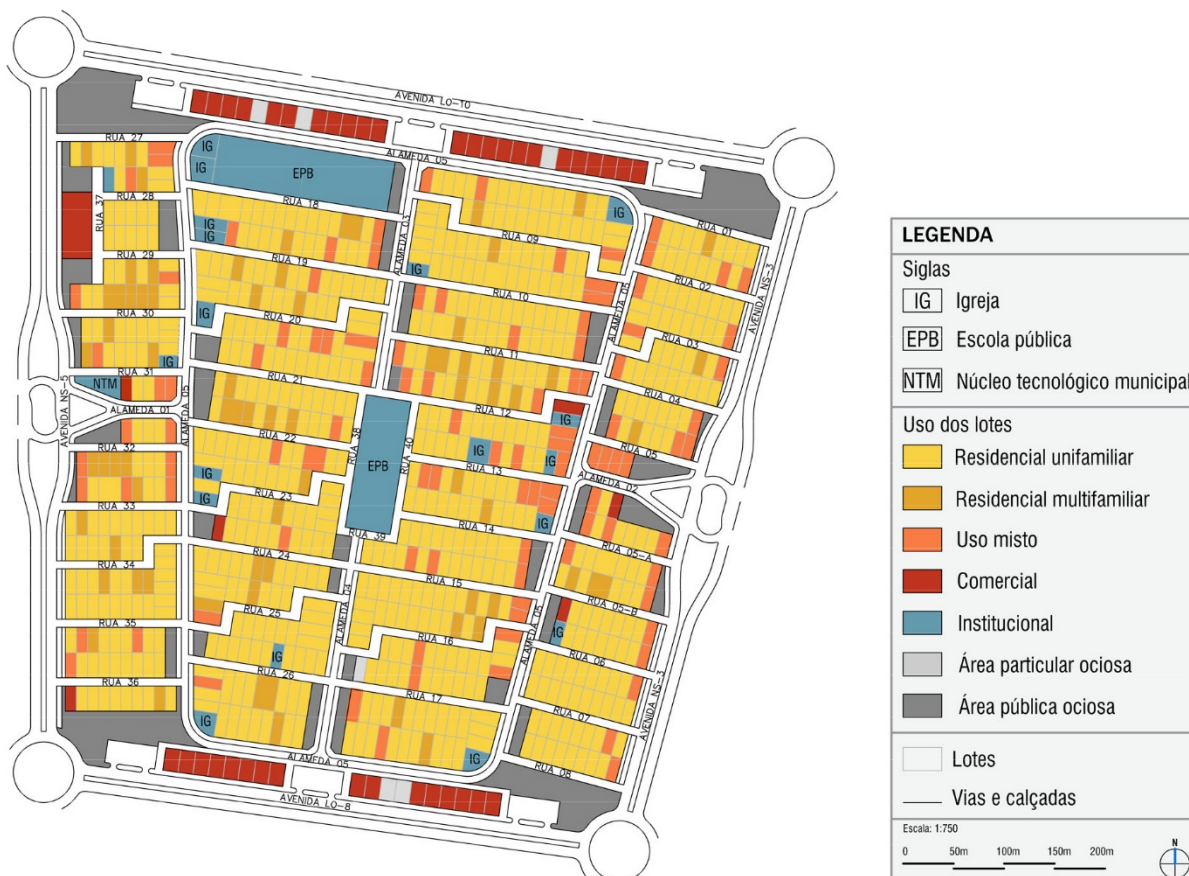 AVENIDA LO-TO
RUA 27
IG
ALAMEDA 05
IG
EPB
RUA 28
RUA 37
RUA 18
ALAMEDA 03
IG
RUA 01
IG
IG
RUA 09
RUA 29
RUA 19
IG
RUA 10
RUA 02
AVENIDA NS-3
RUA 30
IG
RUA 20
ALAMEDA 05
RUA 03
IG
RUA 11
RUA 31
RUA 21
RUA 04
NTM
AVENIDA NS-5
ALAMEDA 01
ALAMEDA 05
RUA 12
IG
RUA 22
RUA 38
RUA 40
IG
IG
RUA 05
RUA 32
EPB
RUA 13
ALAMEDA 02
IG
IG
RUA 23
RUA 33
RUA 14
IG
RUA 39
RUA 24
RUA 05-A
RUA 34
RUA 15
RUA 05-B
RUA 25
ALAMEDA 04
ALAMEDA 05
RUA 35
RUA 16
IG
IG
RUA 06
RUA 26
RUA 36
RUA 17
AVENIDA NS-3
IG
RUA 07
ALAMEDA 05
IG
RUA 08
AVENIDA LO-8
LEGENDA
Siglas
IG Igreja
EPB Escola pública
NTM Núcleo tecnológico municipal
Uso dos lotes
Residencial unifamiliar
Residencial multifamiliar
Uso misto
Comercial
Institucional
Área particular ociosa
Área pública ociosa
Lotes
Vias e calçadas
Escala: 1:750
0 50m 100m 150m 200m
N